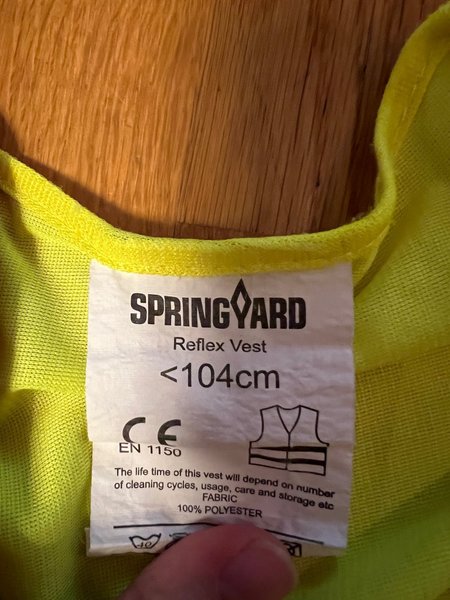 SPRINGYARD
Reflex Vest
<104cm
CE
EN 1150
The life time of this vest will depend on number
of cleaning cycles, usage, care and storage etc
FABRIC
100% POLYESTER
40